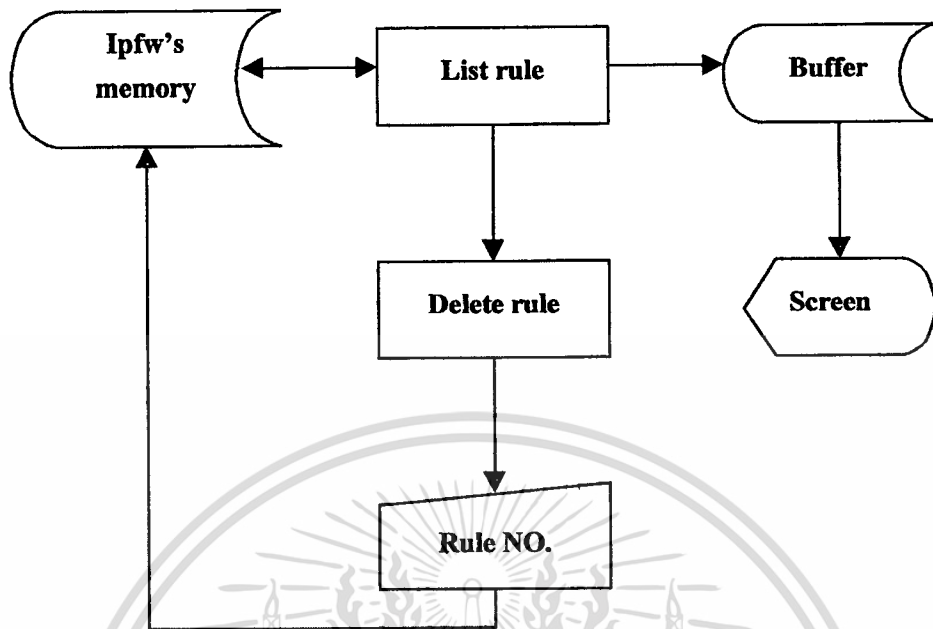 Ipfw's
memory
List rule
Buffer
Delete rule
Screen
Rule NO.